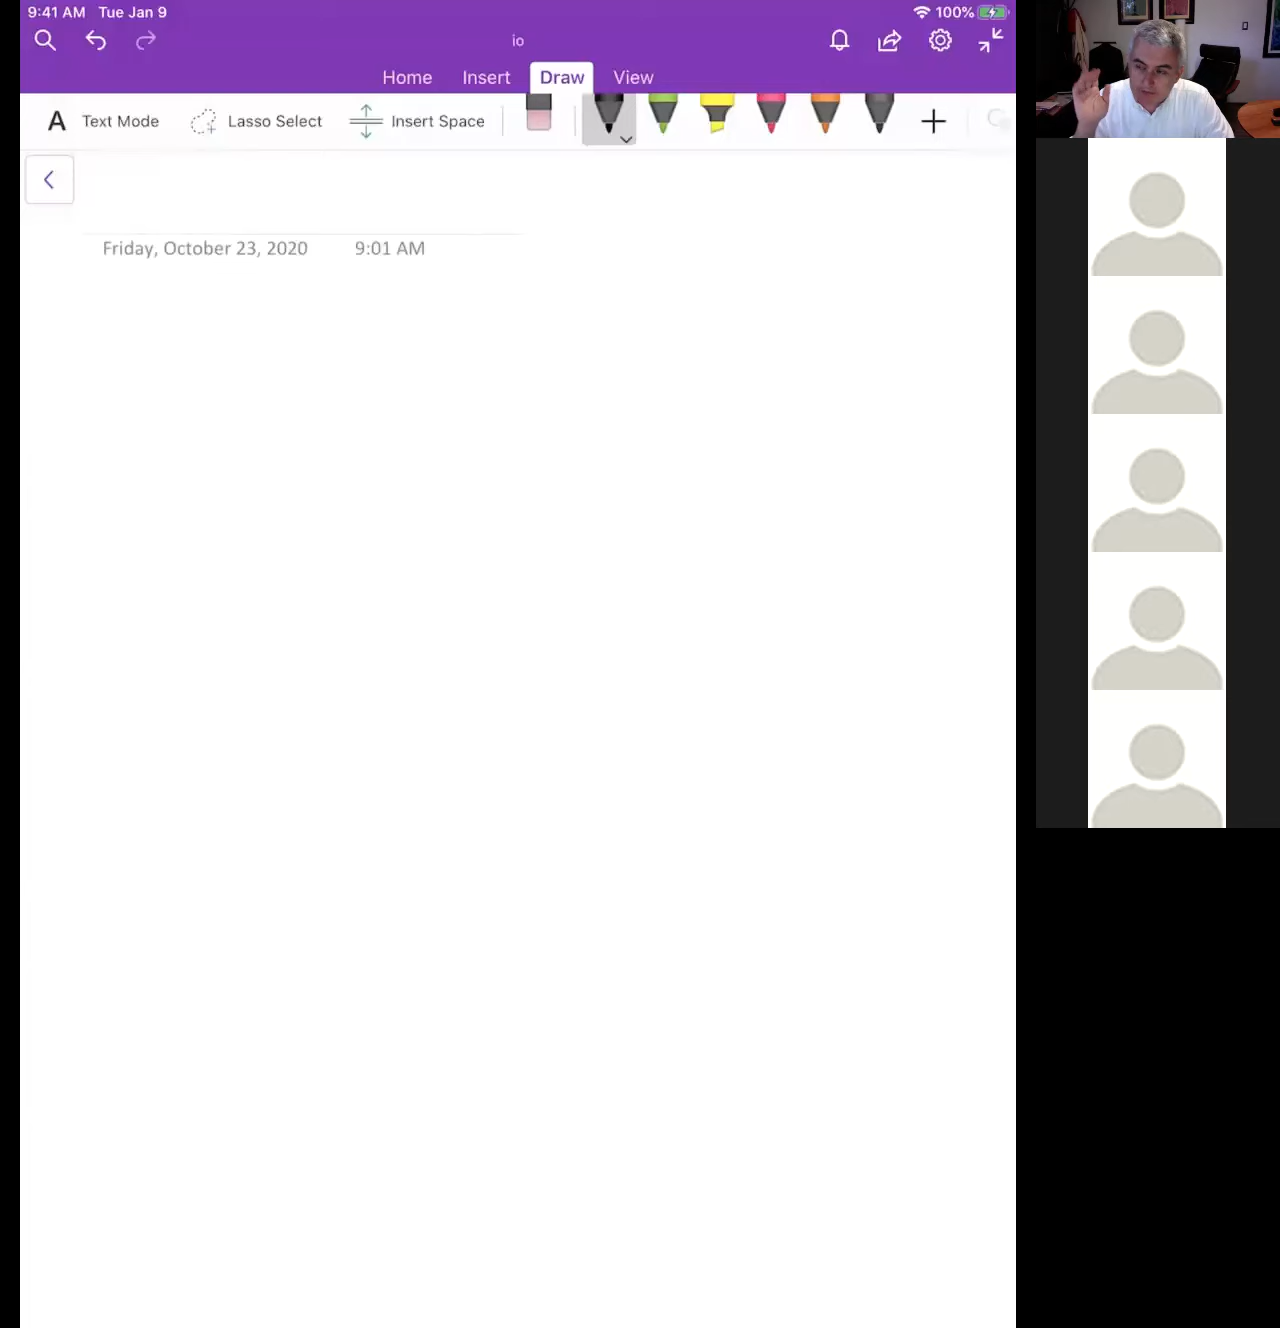 9:41 AM Tue Jan 9 100%
io
Home Insert Draw View
A Text Mode Lasso Select Insert Space
Friday, October 23, 2020 9:01 AM